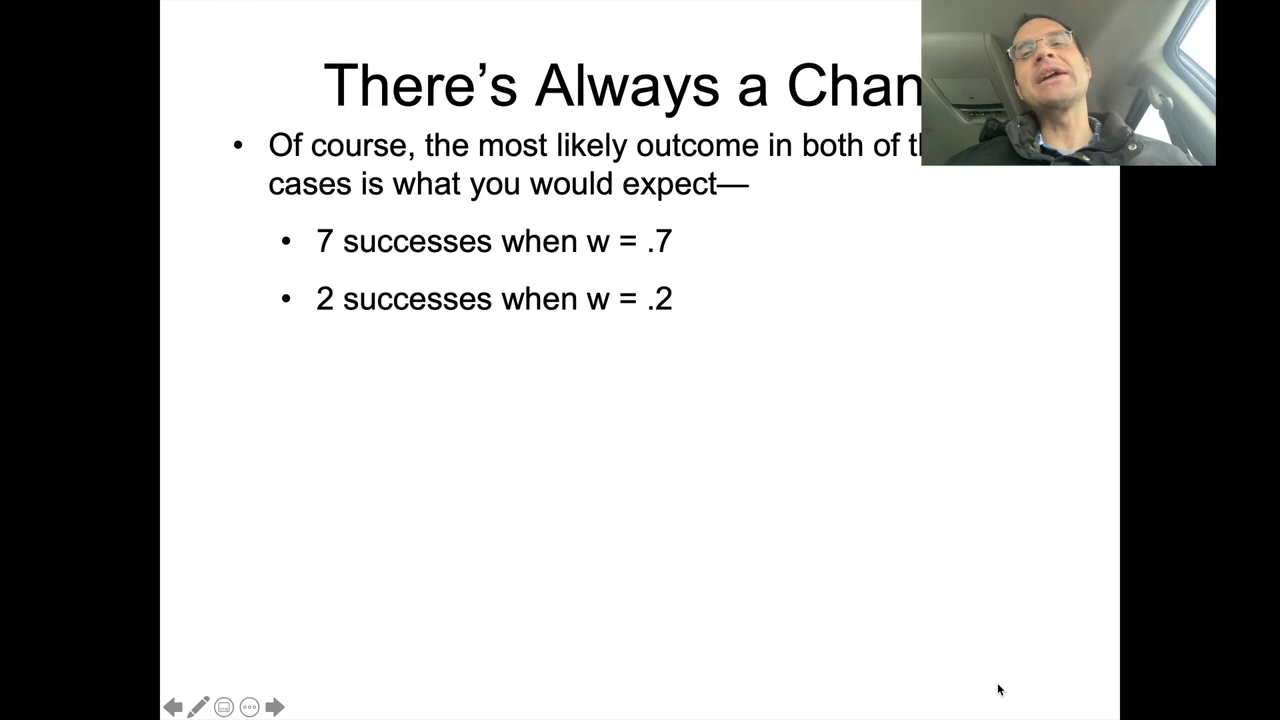 There’s Always a Chan
• Of course, the most likely outcome in both of
cases is what you would expect—
• 7 successes when w = .7
• 2 successes when w = .2